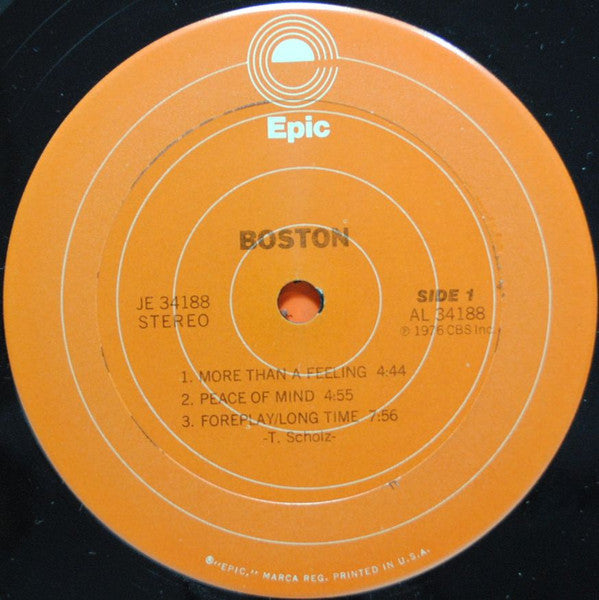 Epic
BOSTON
JE 34188
STEREO
SIDE 1
AL 34188
℗ 1976 CBS Inc.
1. MORE THAN A FEELING 4:44
2. PEACE OF MIND 4:55
3. FOREPLAY/LONG TIME 7:56
-T. Scholz-
®"EPIC," MARCA REG. PRINTED IN U.S.A.